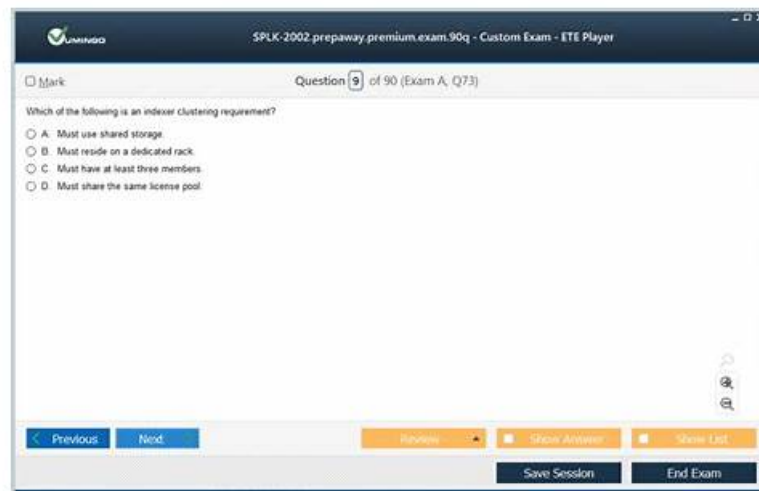 VUMINGO
SPLK-2002.prepaway.premium.exam.90q - Custom Exam - ETE Player
Mark
Question 9 of 90 (Exam A, Q73)
Which of the following is an indexer clustering requirement?
A. Must use shared storage.
B. Must reside on a dedicated rack.
C. Must have at least three members.
D. Must share the same license pool.
Previous
Next
Review
Show Answer
Show List
Save Session
End Exam